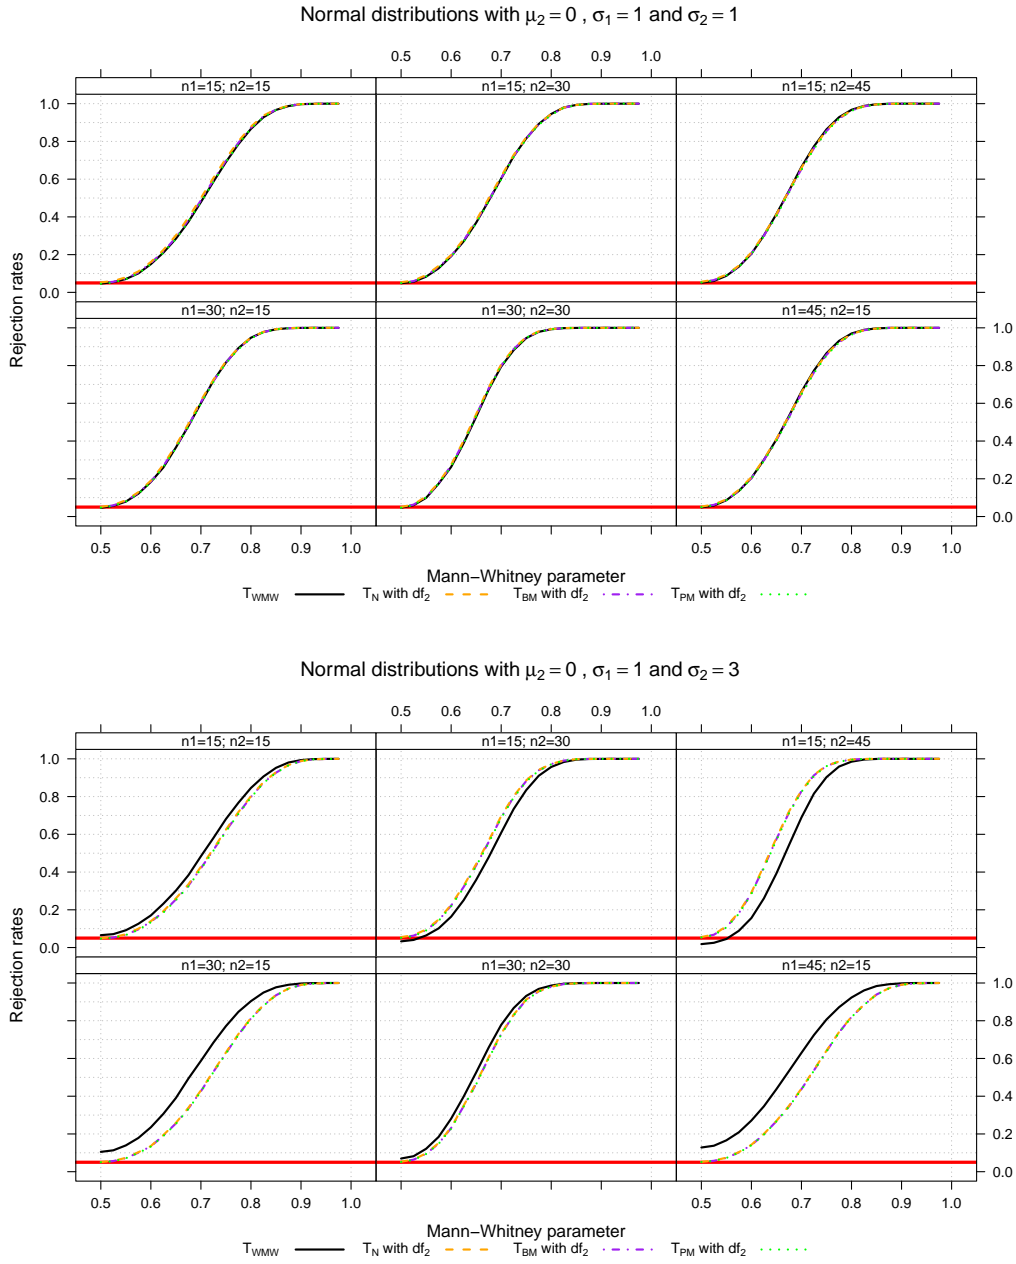 Normal distributions with μ₂ = 0 , σ₁ = 1 and σ₂ = 1
0.5 0.6 0.7 0.8 0.9 1.0
n1=15; n2=15 n1=15; n2=30 n1=15; n2=45
1.0
0.8
0.6
0.4
0.2
0.0
Rejection rates
n1=30; n2=15 n1=30; n2=30 n1=45; n2=15
1.0
0.8
0.6
0.4
0.2
0.0
0.5 0.6 0.7 0.8 0.9 1.0 0.5 0.6 0.7 0.8 0.9 1.0
Mann−Whitney parameter
T_WMW T_N with df₂ T_BM with df₂ T_PM with df₂
Normal distributions with μ₂ = 0 , σ₁ = 1 and σ₂ = 3
0.5 0.6 0.7 0.8 0.9 1.0
n1=15; n2=15 n1=15; n2=30 n1=15; n2=45
1.0
0.8
0.6
0.4
0.2
0.0
Rejection rates
n1=30; n2=15 n1=30; n2=30 n1=45; n2=15
1.0
0.8
0.6
0.4
0.2
0.0
0.5 0.6 0.7 0.8 0.9 1.0 0.5 0.6 0.7 0.8 0.9 1.0
Mann−Whitney parameter
T_WMW T_N with df₂ T_BM with df₂ T_PM with df₂